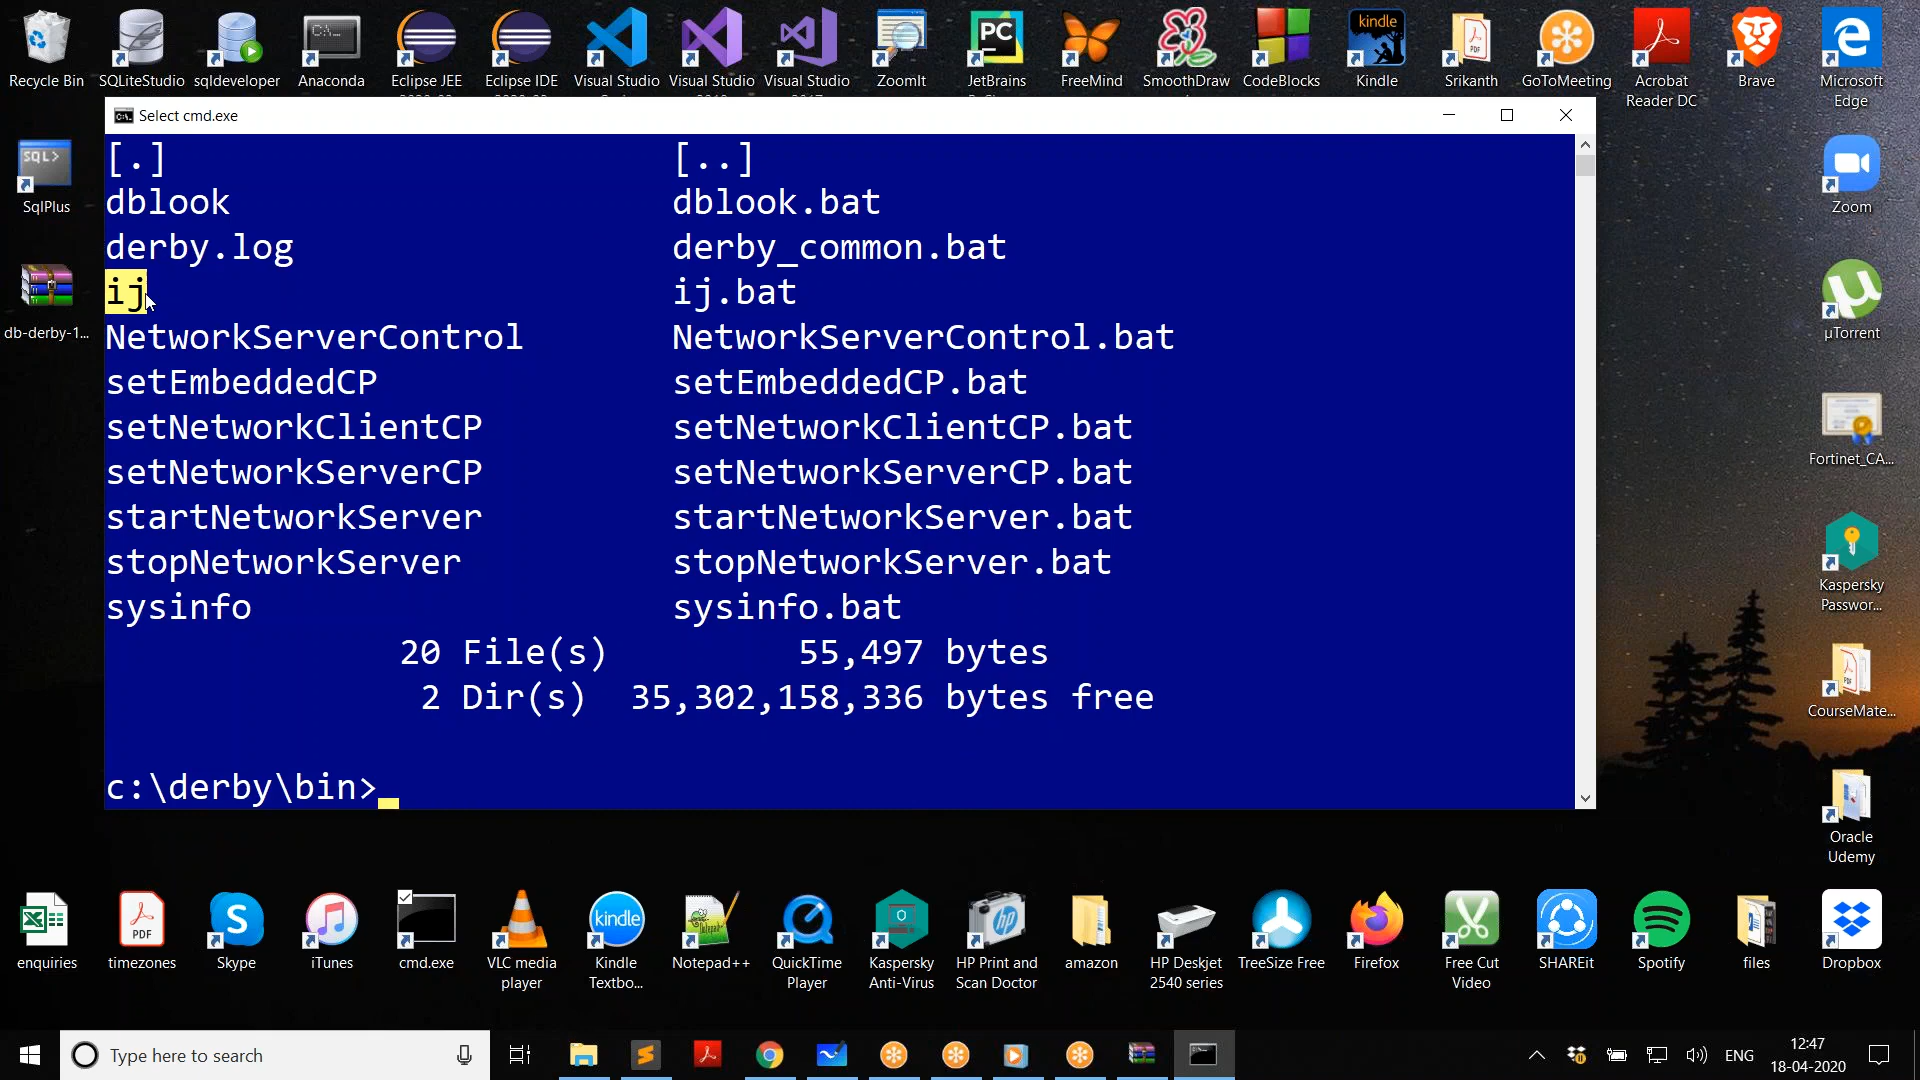 Recycle Bin
SQLiteStudio
sqldeveloper
Anaconda
Eclipse JEE
Eclipse IDE
Visual Studio
Visual Studio
Visual Studio
ZoomIt
JetBrains
FreeMind
SmoothDraw
CodeBlocks
Kindle
Srikanth
GoToMeeting
Acrobat
Reader DC
Brave
Microsoft
Edge
SqlPlus
db-derby-1...
Select cmd.exe
[.] [..]
dblook dblook.bat
derby.log derby_common.bat
ij ij.bat
NetworkServerControl NetworkServerControl.bat
setEmbeddedCP setEmbeddedCP.bat
setNetworkClientCP setNetworkClientCP.bat
setNetworkServerCP setNetworkServerCP.bat
startNetworkServer startNetworkServer.bat
stopNetworkServer stopNetworkServer.bat
sysinfo sysinfo.bat
20 File(s) 55,497 bytes
2 Dir(s) 35,302,158,336 bytes free
c:\derby\bin>
Zoom
µTorrent
Fortinet_CA...
Kaspersky
Passwor...
CourseMate...
Oracle
Udemy
enquiries
timezones
Skype
iTunes
cmd.exe
VLC media
player
Kindle
Textbo...
Notepad++
QuickTime
Player
Kaspersky
Anti-Virus
HP Print and
Scan Doctor
amazon
HP Deskjet
2540 series
TreeSize Free
Firefox
Free Cut
Video
SHAREit
Spotify
files
Dropbox
Type here to search
ENG
12:47
18-04-2020